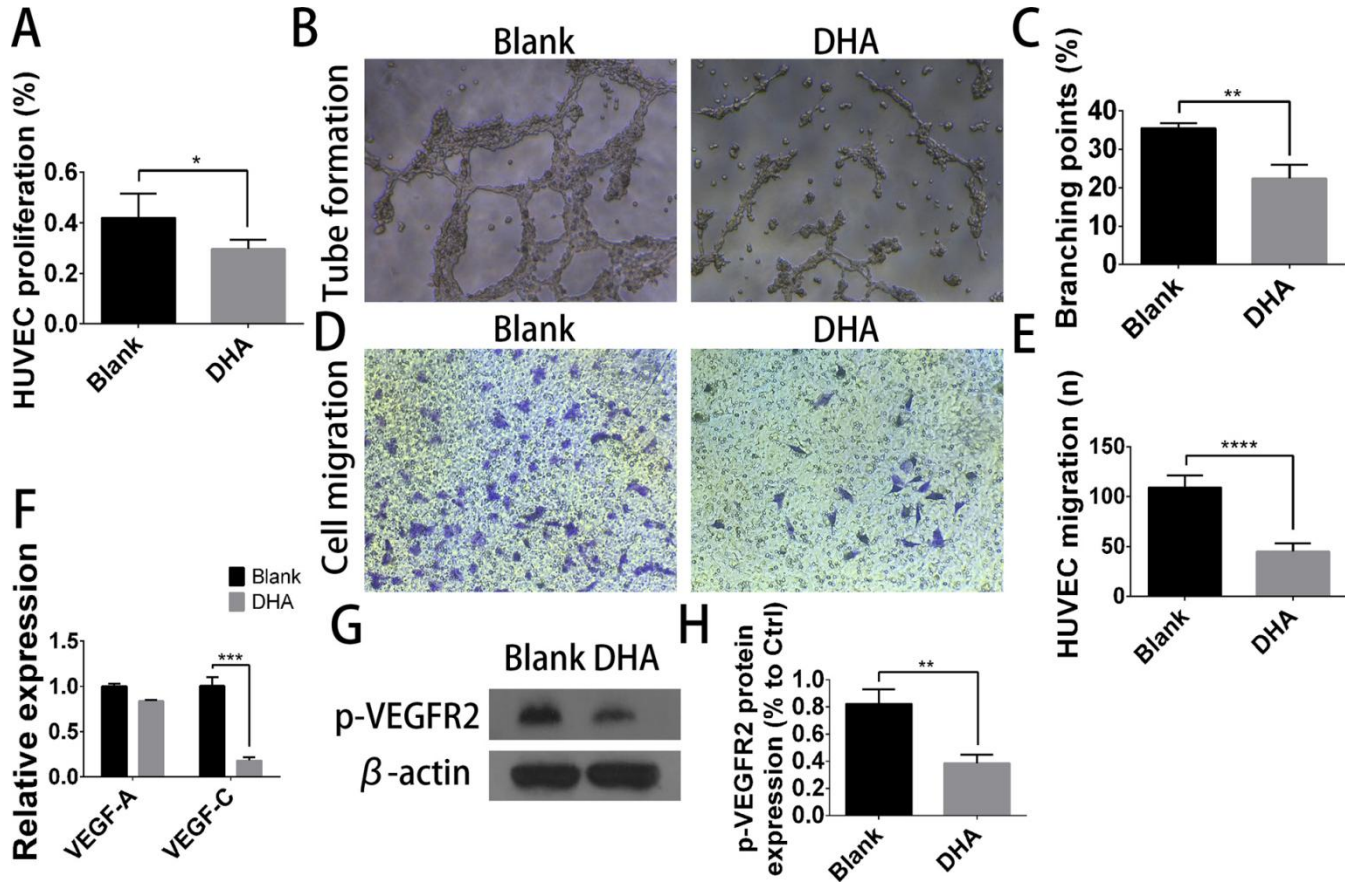 A
HUVEC proliferation (%)
0.6
0.4
0.2
0.0
*
Blank
DHA
B
Blank
DHA
Tube formation
C
Branching points (%)
40
30
20
10
0
**
Blank
DHA
D
Blank
DHA
Cell migration
E
HUVEC migration (n)
150
100
50
0
****
Blank
DHA
F
Relative expression
Blank
DHA
1.5
1.0
0.5
0.0
***
VEGF-A
VEGF-C
G
Blank DHA
p-VEGFR2
β-actin
H
p-VEGFR2 protein
expression (% to Ctrl)
1.0
0.8
0.6
0.4
0.2
0.0
**
Blank
DHA